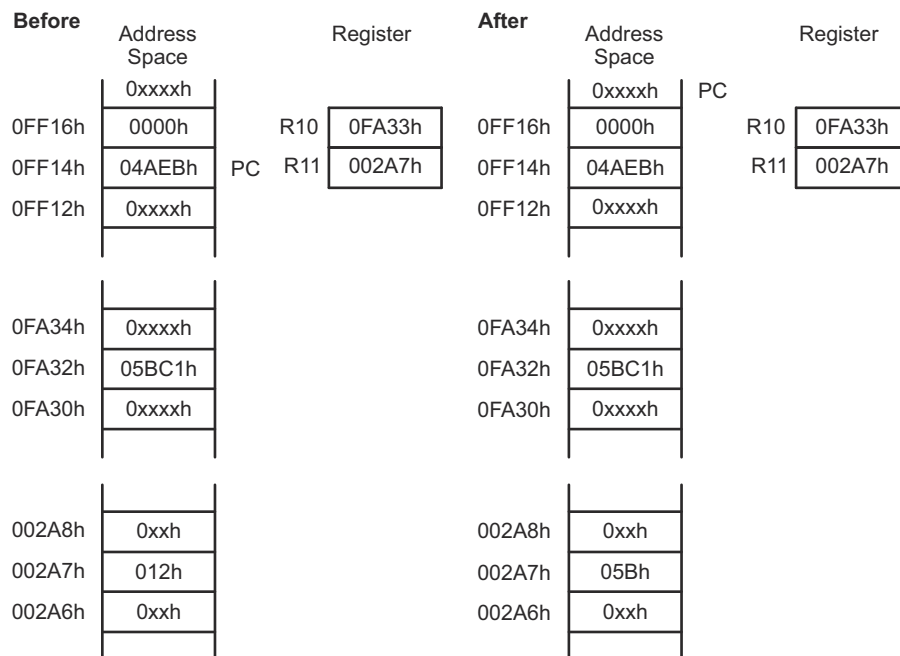 Before
Address Space
Register
0xxxxh
0FF16h 0000h R10 0FA33h
0FF14h 04AEBh PC R11 002A7h
0FF12h 0xxxxh
0FA34h 0xxxxh
0FA32h 05BC1h
0FA30h 0xxxxh
002A8h 0xxh
002A7h 012h
002A6h 0xxh
After
Address Space
Register
0xxxxh PC
0FF16h 0000h R10 0FA33h
0FF14h 04AEBh R11 002A7h
0FF12h 0xxxxh
0FA34h 0xxxxh
0FA32h 05BC1h
0FA30h 0xxxxh
002A8h 0xxh
002A7h 05Bh
002A6h 0xxh